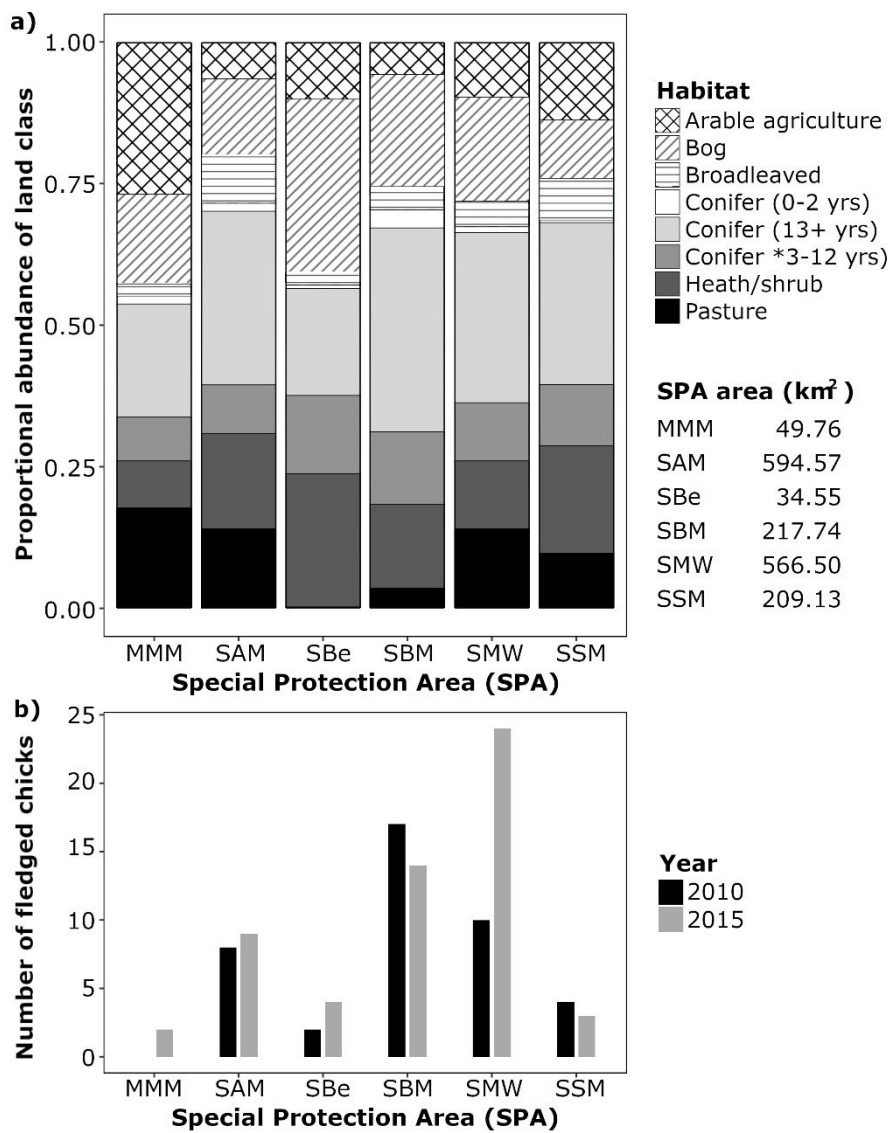 a)
Proportional abundance of land class
1.00
0.75
0.50
0.25
0.00
MMM SAM SBe SBM SMW SSM
Special Protection Area (SPA)
Habitat
Arable agriculture
Bog
Broadleaved
Conifer (0-2 yrs)
Conifer (13+ yrs)
Conifer *3-12 yrs)
Heath/shrub
Pasture
SPA area (km²)
MMM 49.76
SAM 594.57
SBe 34.55
SBM 217.74
SMW 566.50
SSM 209.13
b)
Number of fledged chicks
25
20
15
10
5
0
MMM SAM SBe SBM SMW SSM
Special Protection Area (SPA)
Year
2010
2015